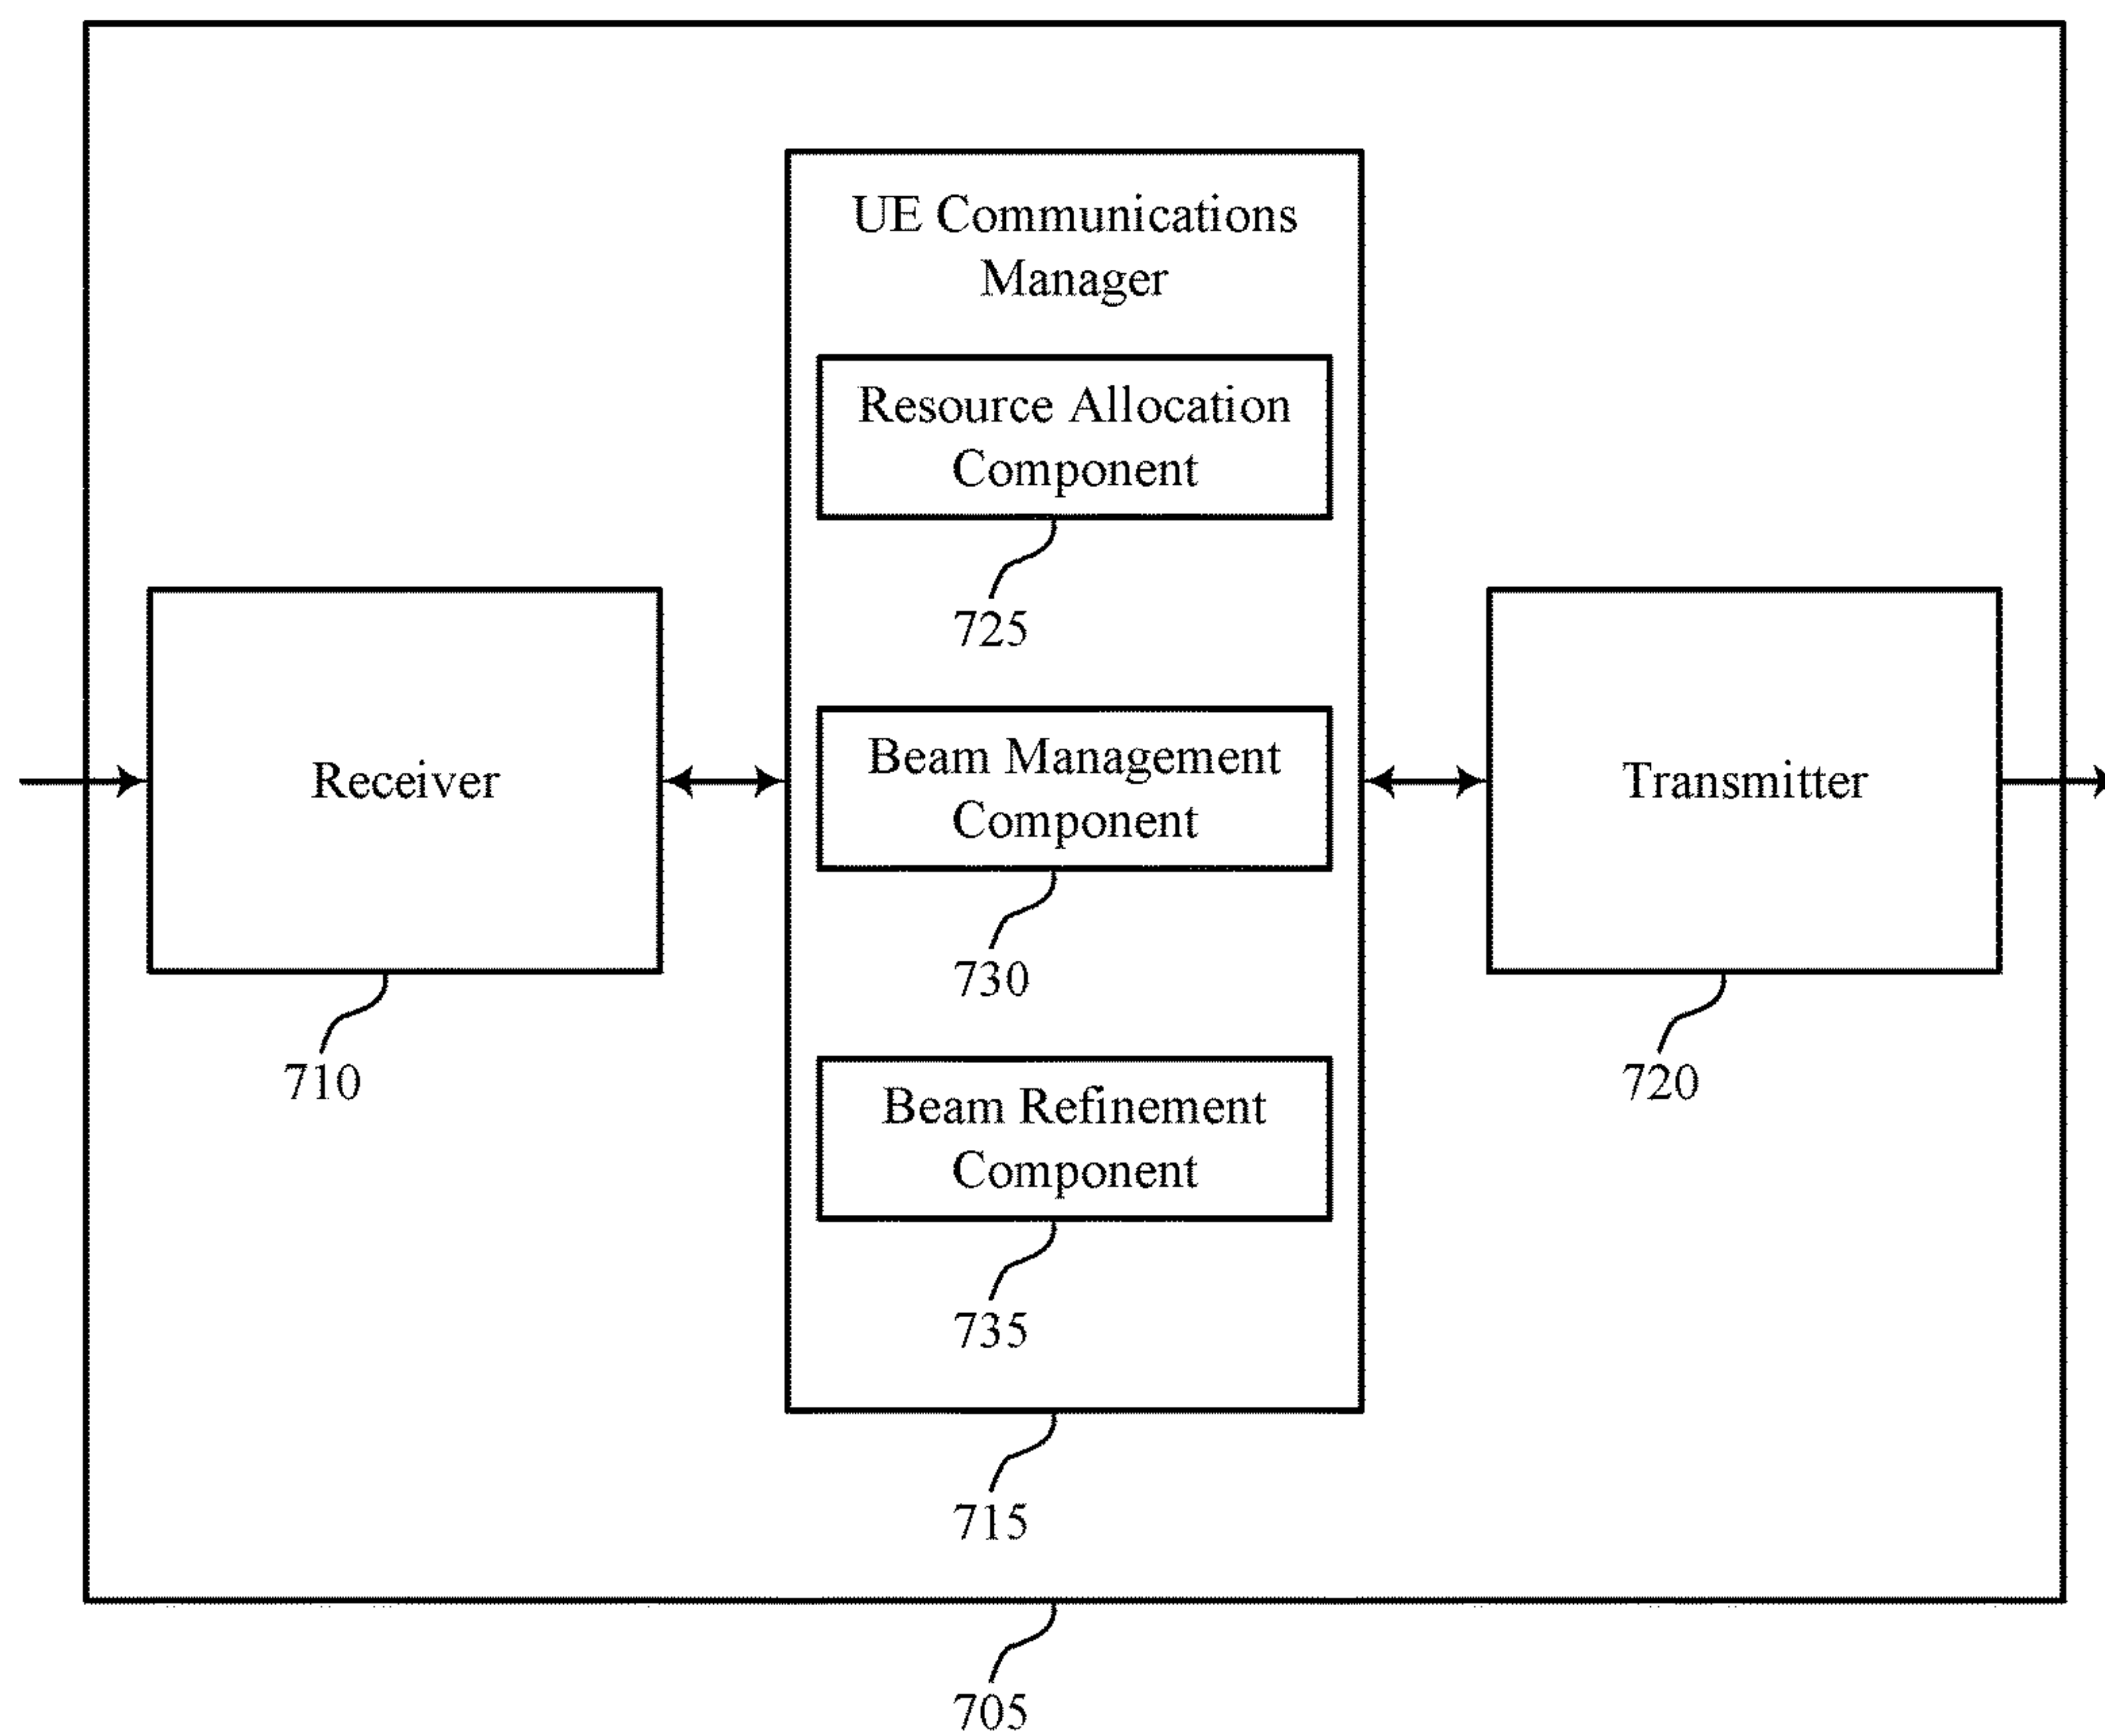 UE Communications
Manager
Resource Allocation
Component
725
Receiver
710
Beam Management
Component
730
Transmitter
720
Beam Refinement
Component
735
715
705